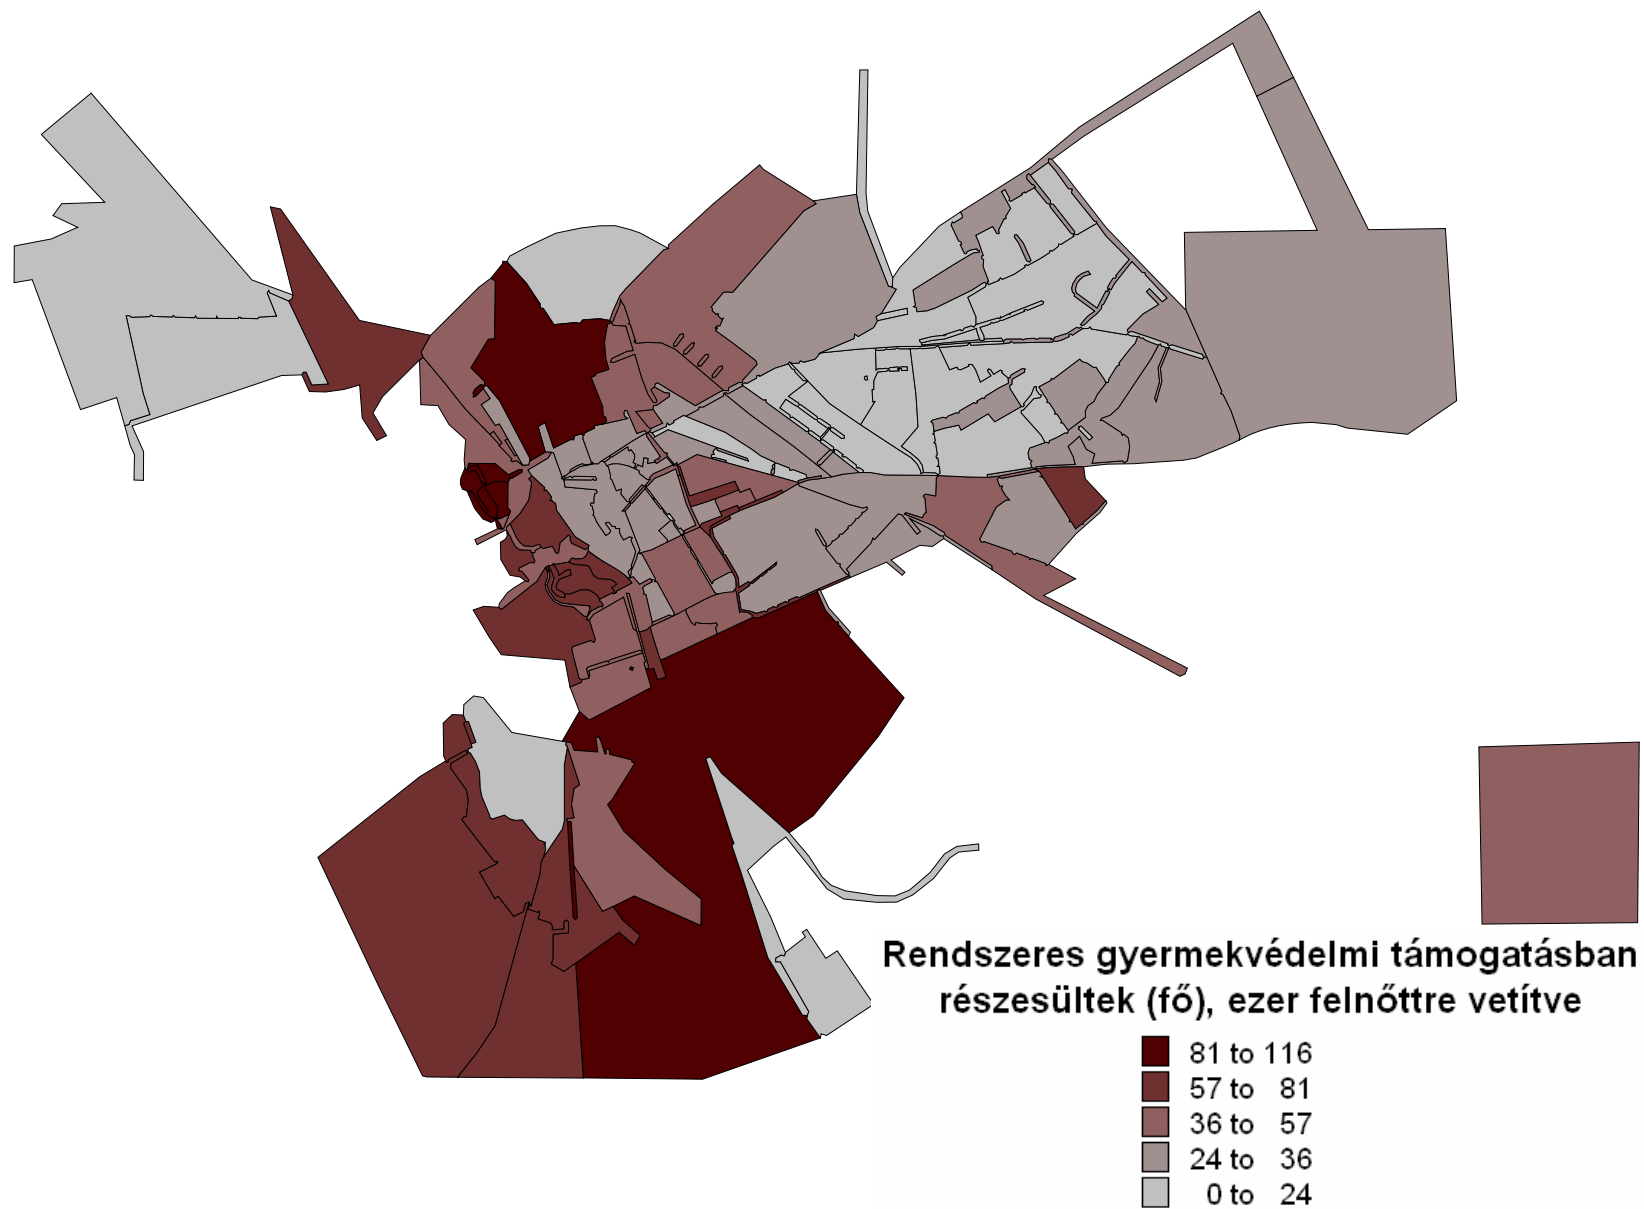 Rendszeres gyermekvédelmi támogatásban
részesültek (fő), ezer felnőttre vetítve
81 to 116
57 to 81
36 to 57
24 to 36
0 to 24